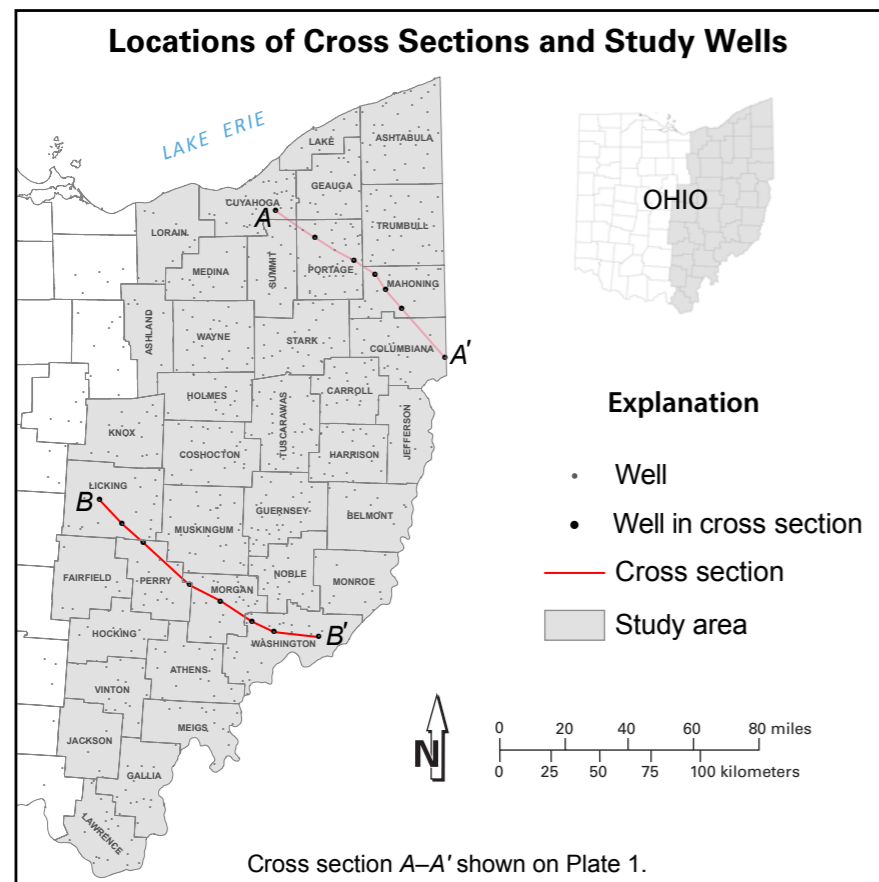 Locations of Cross Sections and Study Wells
LAKE ERIE
LAKE
ASHTABULA
GEAUGA
CUYAHOGA
A
LORAIN
TRUMBULL
MEDINA
SUMMIT
PORTAGE
MAHONING
ASHLAND
WAYNE
STARK
COLUMBIANA
A′
HOLMES
TUSCARAWAS
CARROLL
JEFFERSON
KNOX
COSHOCTON
HARRISON
LICKING
B
GUERNSEY
BELMONT
MUSKINGUM
FAIRFIELD
PERRY
MORGAN
NOBLE
MONROE
HOCKING
WASHINGTON
B′
ATHENS
VINTON
MEIGS
JACKSON
GALLIA
LAWRENCE
OHIO
Explanation
Well
Well in cross section
Cross section
Study area
N
0 20 40 60 80 miles
0 25 50 75 100 kilometers
Cross section A–A′ shown on Plate 1.